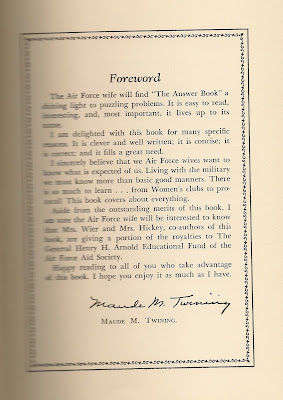 Foreword
The Air Force wife will find "The Answer Book" a
shining light to puzzling problems. It is easy to read,
interesting, and, most important, it lives up to its
name.
I am delighted with this book for many specific
reasons. It is clever and well written; it is concise; it
is correct; and it fills a great need.
I sincerely believe that we Air Force wives want to
know what is expected of us. Living with the military
we must know more than basic good manners. There
is so much to learn . . . from Women's clubs to pro-
tocol! This book covers about everything.
Aside from the outstanding merits of this book, I
am sure the Air Force wife will be interested to know
that Mrs. Wier and Mrs. Hickey, co-authors of this
book, are giving a portion of the royalties to The
General Henry H. Arnold Educational Fund of the
Air Force Aid Society.
Happy reading to all of you who take advantage
of this book. I hope you enjoy it as much as I have.
Maude M. Twining
MAUDE M. TWINING.